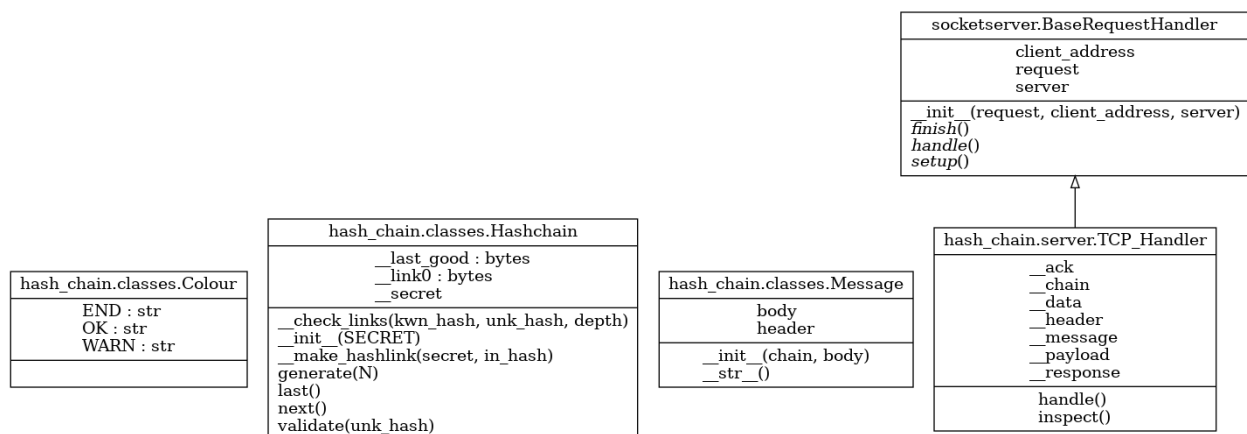 socketserver.BaseRequestHandler
client_address
request
server
__init__(request, client_address, server)
finish()
handle()
setup()
hash_chain.classes.Colour
END : str
OK : str
WARN : str
hash_chain.classes.Hashchain
__last_good : bytes
__link0 : bytes
__secret
__check_links(kwn_hash, unk_hash, depth)
__init__(SECRET)
__make_hashlink(secret, in_hash)
generate(N)
last()
next()
validate(unk_hash)
hash_chain.classes.Message
body
header
__init__(chain, body)
__str__()
hash_chain.server.TCP_Handler
__ack
__chain
__data
__header
__message
__payload
__response
handle()
inspect()